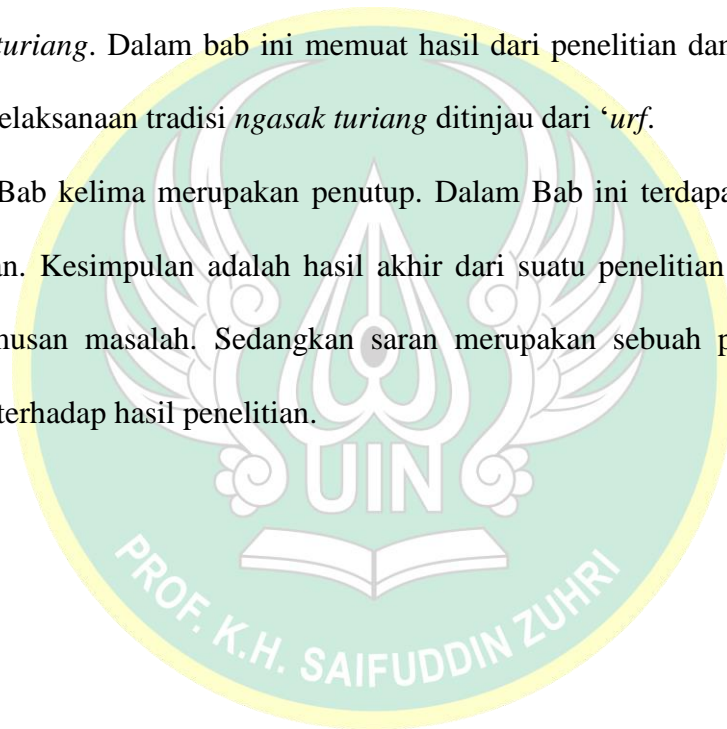 turiang. Dalam bab ini memuat hasil dari penelitian dan
elaksanaan tradisi ngasak turiang ditinjau dari ‘urf.
Bab kelima merupakan penutup. Dalam Bab ini terdapa
an. Kesimpulan adalah hasil akhir dari suatu penelitian
nusan masalah. Sedangkan saran merupakan sebuah p
terhadap hasil penelitian.
UIN
PROF. K.H. SAIFUDDIN ZUHRI